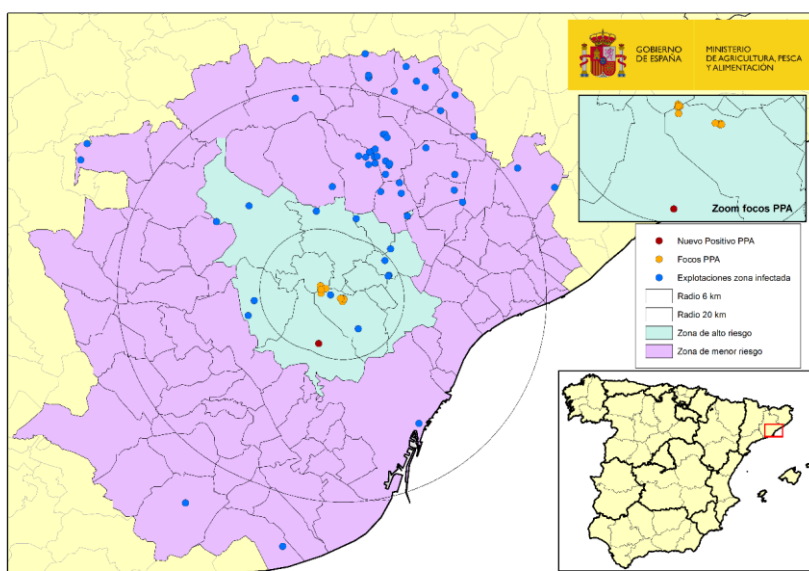 GOBIERNO
DE ESPAÑA
MINISTERIO
DE AGRICULTURA, PESCA
Y ALIMENTACIÓN
Zoom focos PPA
Nuevo Positivo PPA
Focos PPA
Explotaciones zona infectada
Radio 6 km
Radio 20 km
Zona de alto riesgo
Zona de menor riesgo